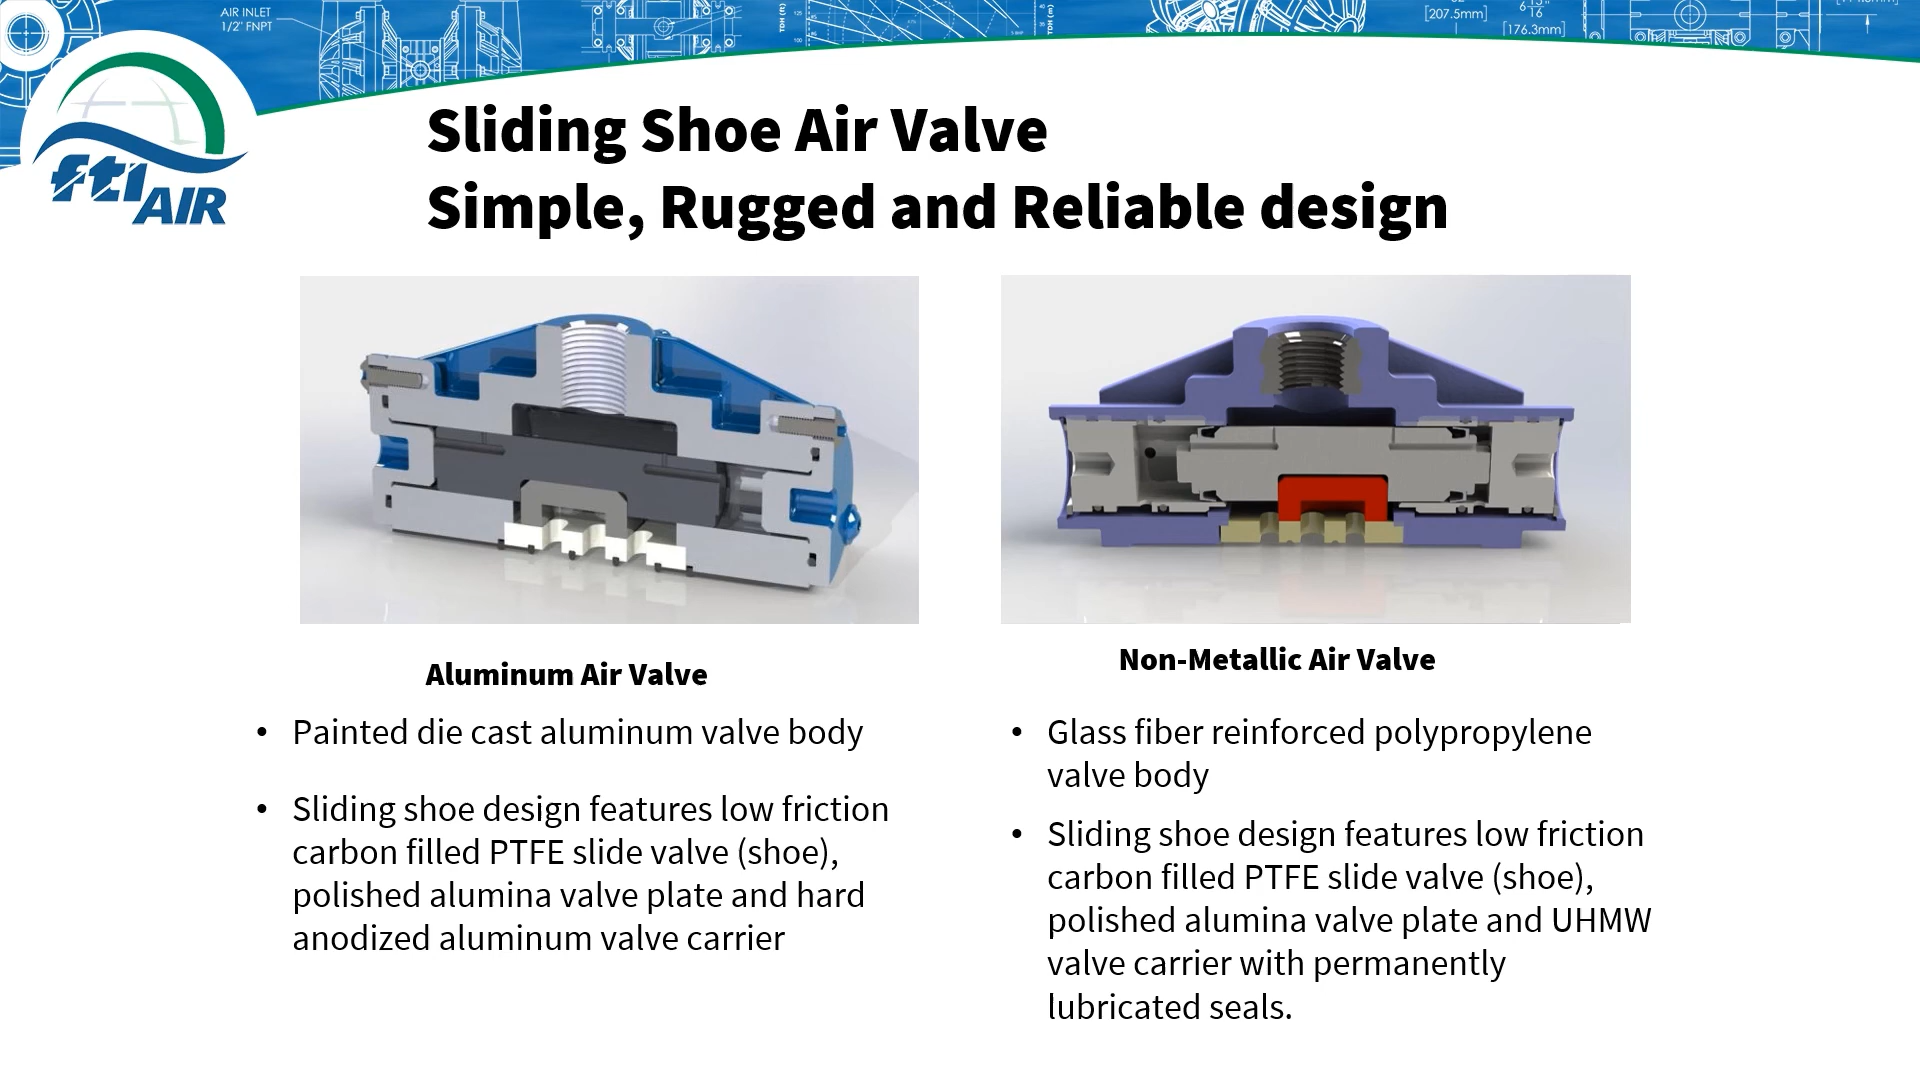 AIR INLET
1/2" FNPT
TDH (ft)
TDH (m)
[207.5mm]
[176.3mm]
fti
AIR
Sliding Shoe Air Valve
Simple, Rugged and Reliable design
Aluminum Air Valve
• Painted die cast aluminum valve body
• Sliding shoe design features low friction
carbon filled PTFE slide valve (shoe),
polished alumina valve plate and hard
anodized aluminum valve carrier
Non-Metallic Air Valve
• Glass fiber reinforced polypropylene
valve body
• Sliding shoe design features low friction
carbon filled PTFE slide valve (shoe),
polished alumina valve plate and UHMW
valve carrier with permanently
lubricated seals.